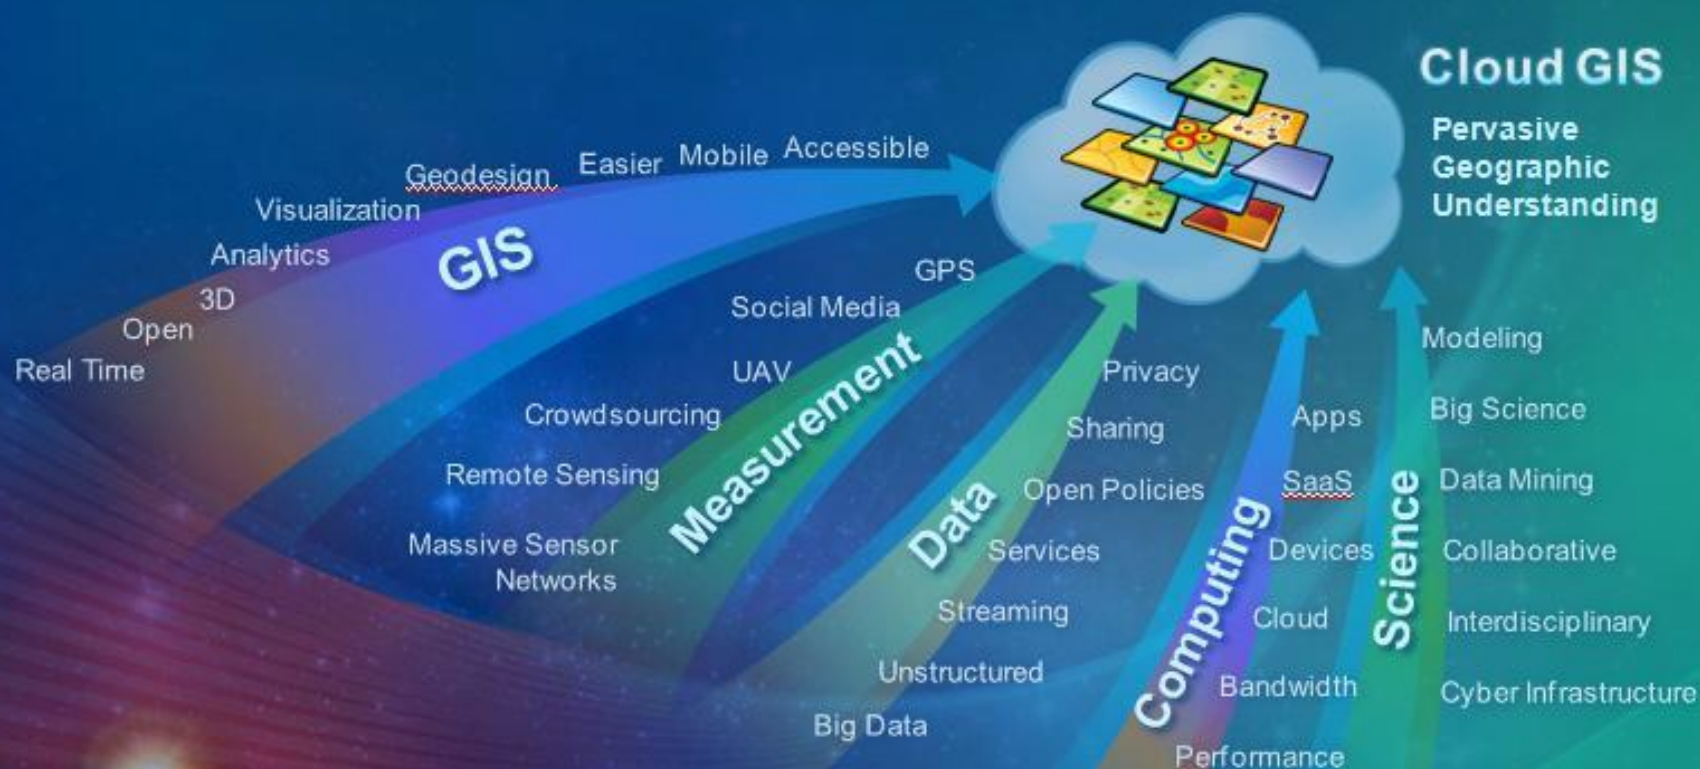 Cloud GIS
Pervasive
Geographic
Understanding
GIS
Accessible
Mobile
Easier
Geodesign
Visualization
Analytics
3D
Open
Real Time
Measurement
GPS
Social Media
UAV
Crowdsourcing
Remote Sensing
Massive Sensor
Networks
Data
Privacy
Sharing
Open Policies
Services
Streaming
Unstructured
Big Data
Computing
Apps
SaaS
Devices
Cloud
Bandwidth
Performance
Science
Modeling
Big Science
Data Mining
Collaborative
Interdisciplinary
Cyber Infrastructure